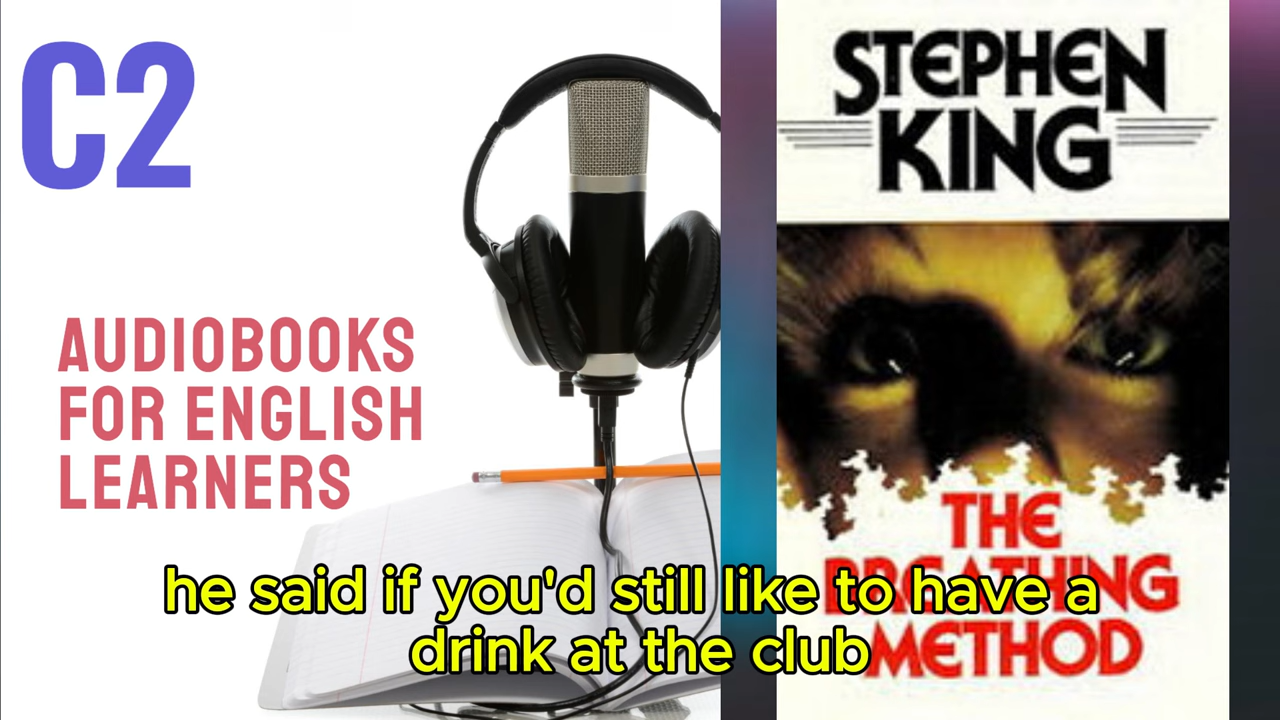 C2
AUDIOBOOKS
FOR ENGLISH
LEARNERS
STEPHEN
KING
THE
BREATHING
METHOD
he said if you'd still like to have a
drink at the club